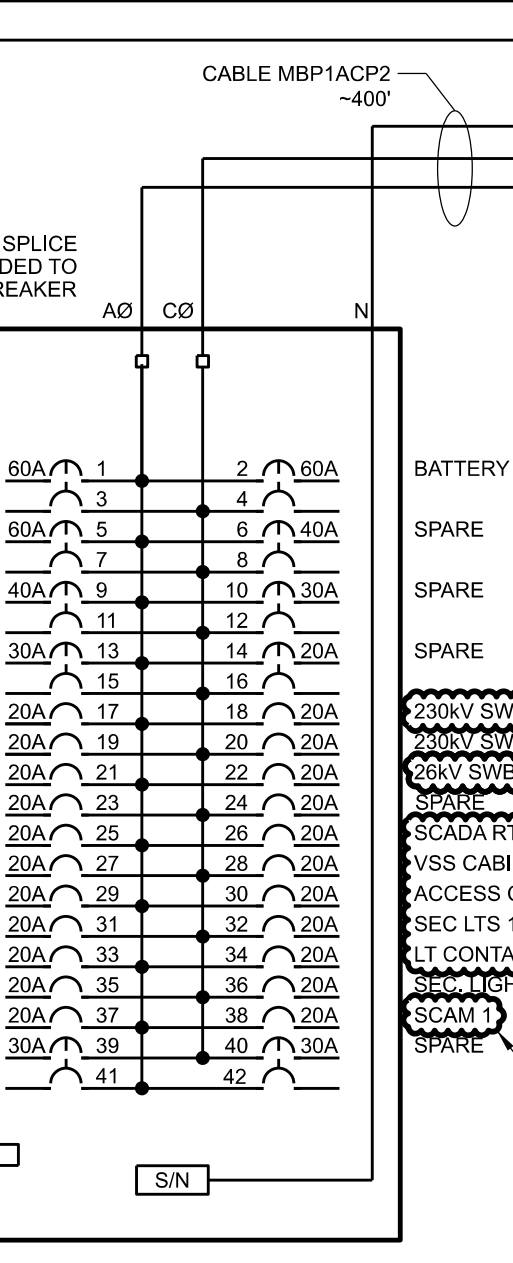 CABLE MBP1ACP2
~400'
SPLICE
DED TO
REAKER
AØ CØ N
60A 1 2 60A BATTERY
3 4
60A 5 6 40A SPARE
7 8
40A 9 10 30A SPARE
11 12
30A 13 14 20A SPARE
15 16
20A 17 18 20A 230kV SW
20A 19 20 20A 230kV SW
20A 21 22 20A 26kV SWB
20A 23 24 20A SPARE
20A 25 26 20A SCADA RT
20A 27 28 20A VSS CABI
20A 29 30 20A ACCESS
20A 31 32 20A SEC LTS 1
20A 33 34 20A LT CONTA
20A 35 36 20A SEC. LIGH
20A 37 38 20A SCAM 1
30A 39 40 30A SPARE
41 42
S/N